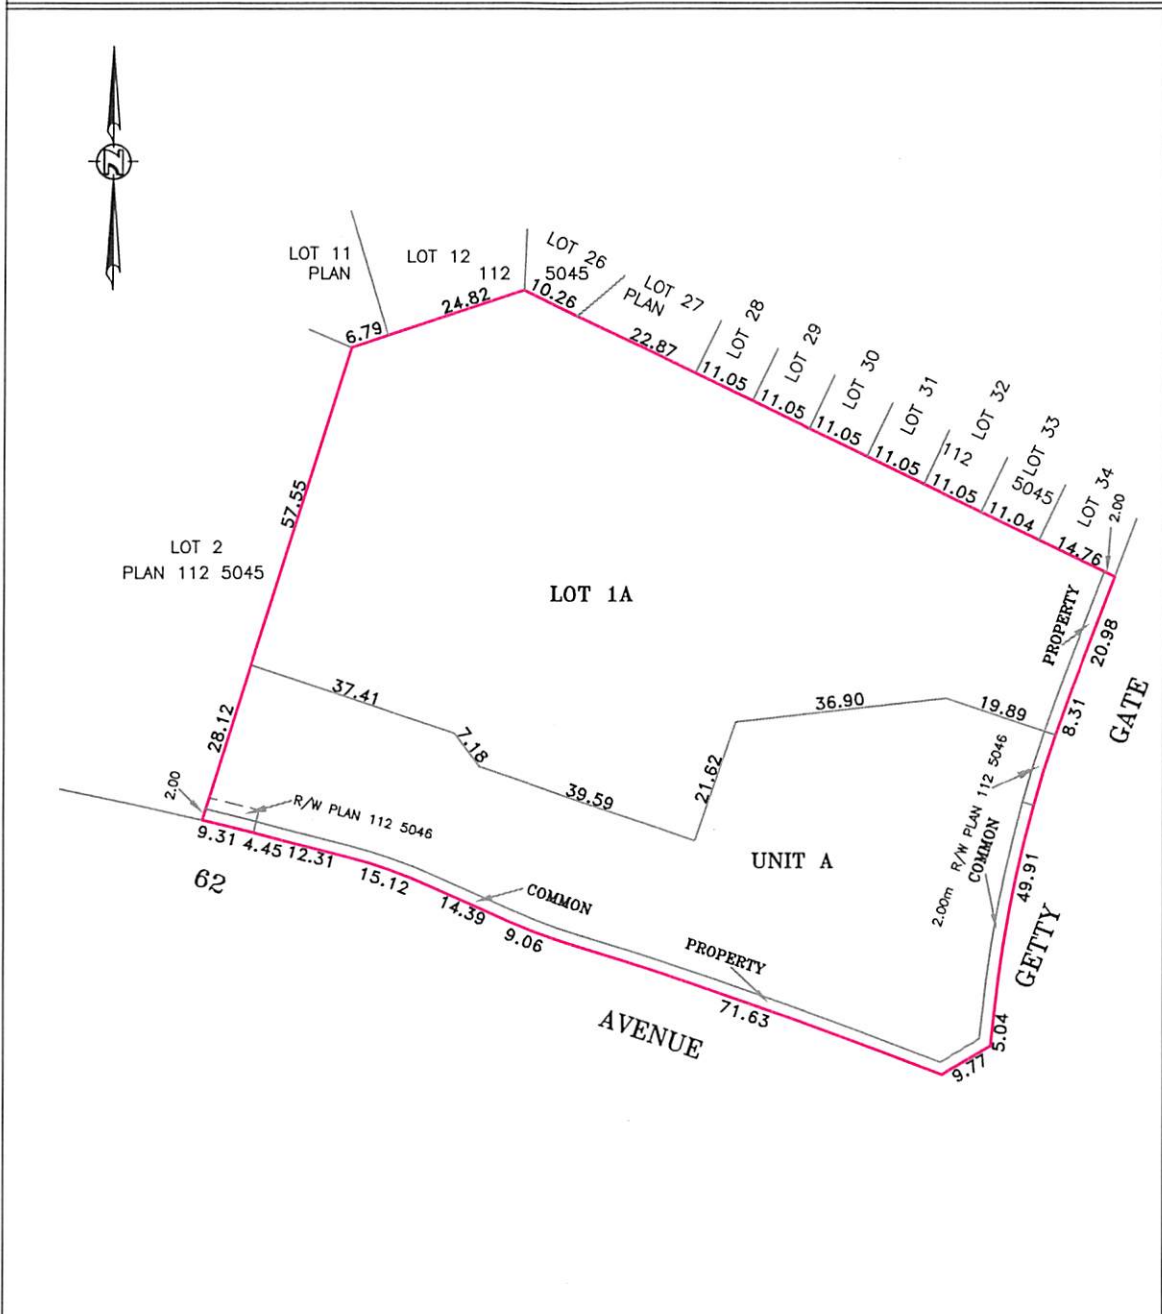 N
LOT 11
PLAN
LOT 12
112
LOT 26
5045
LOT 27
PLAN
LOT 28
LOT 29
LOT 30
LOT 31
LOT 32
112
LOT 33
5045
LOT 34
2.00
6.79
24.82
10.26
22.87
11.05
11.05
11.05
11.05
11.05
11.04
14.76
57.55
LOT 2
PLAN 112 5045
LOT 1A
PROPERTY
20.98
GATE
8.31
37.41
7.18
39.59
21.62
36.90
19.89
28.12
2.00
R/W PLAN 112 5046
2.00m R/W PLAN 112 5046
COMMON
49.91
GETTY
UNIT A
9.31
4.45
12.31
15.12
14.39
9.06
COMMON
PROPERTY
71.63
5.04
9.77
62
AVENUE